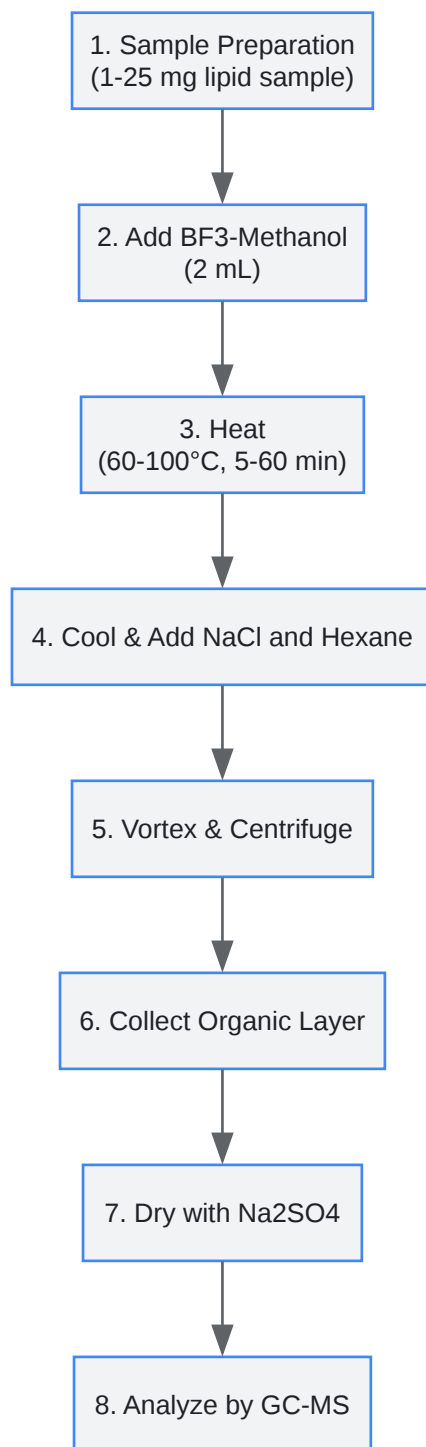 1. Sample Preparation
(1-25 mg lipid sample)
2. Add BF3-Methanol
(2 mL)
3. Heat
(60-100°C, 5-60 min)
4. Cool & Add NaCl and Hexane
5. Vortex & Centrifuge
6. Collect Organic Layer
7. Dry with Na2SO4
8. Analyze by GC-MS